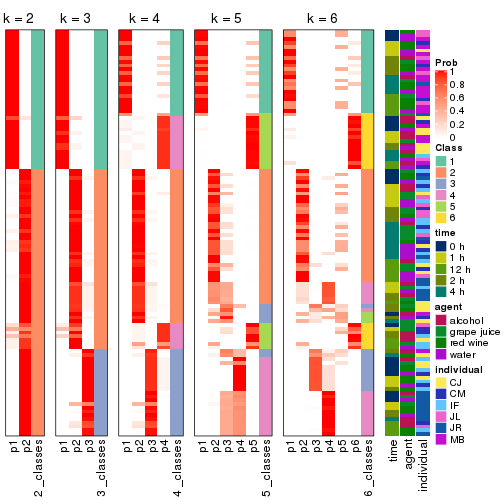 k = 2
k = 3
k = 4
k = 5
k = 6
p1
p2
2_classes
p1
p2
p3
3_classes
p1
p2
p3
p4
4_classes
p1
p2
p3
p4
p5
5_classes
p1
p2
p3
p4
p5
p6
6_classes
time
agent
individual
Prob
1
0.8
0.6
0.4
0.2
0
Class
1
2
3
4
5
6
time
0 h
1 h
12 h
2 h
4 h
agent
alcohol
grape juice
red wine
water
individual
CJ
CM
IF
JL
JR
MB